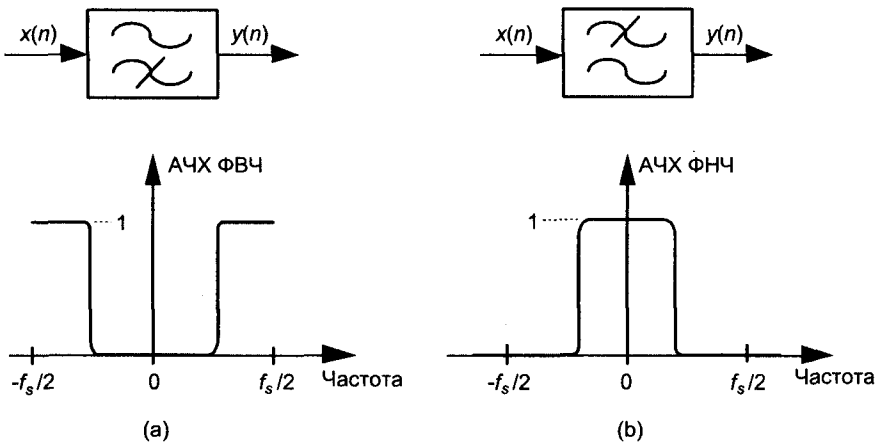 x(n) y(n) x(n) y(n)
АЧХ ФВЧ АЧХ ФНЧ
1 1
-fs/2 0 fs/2 Частота -fs/2 0 fs/2 Частота
(a) (b)